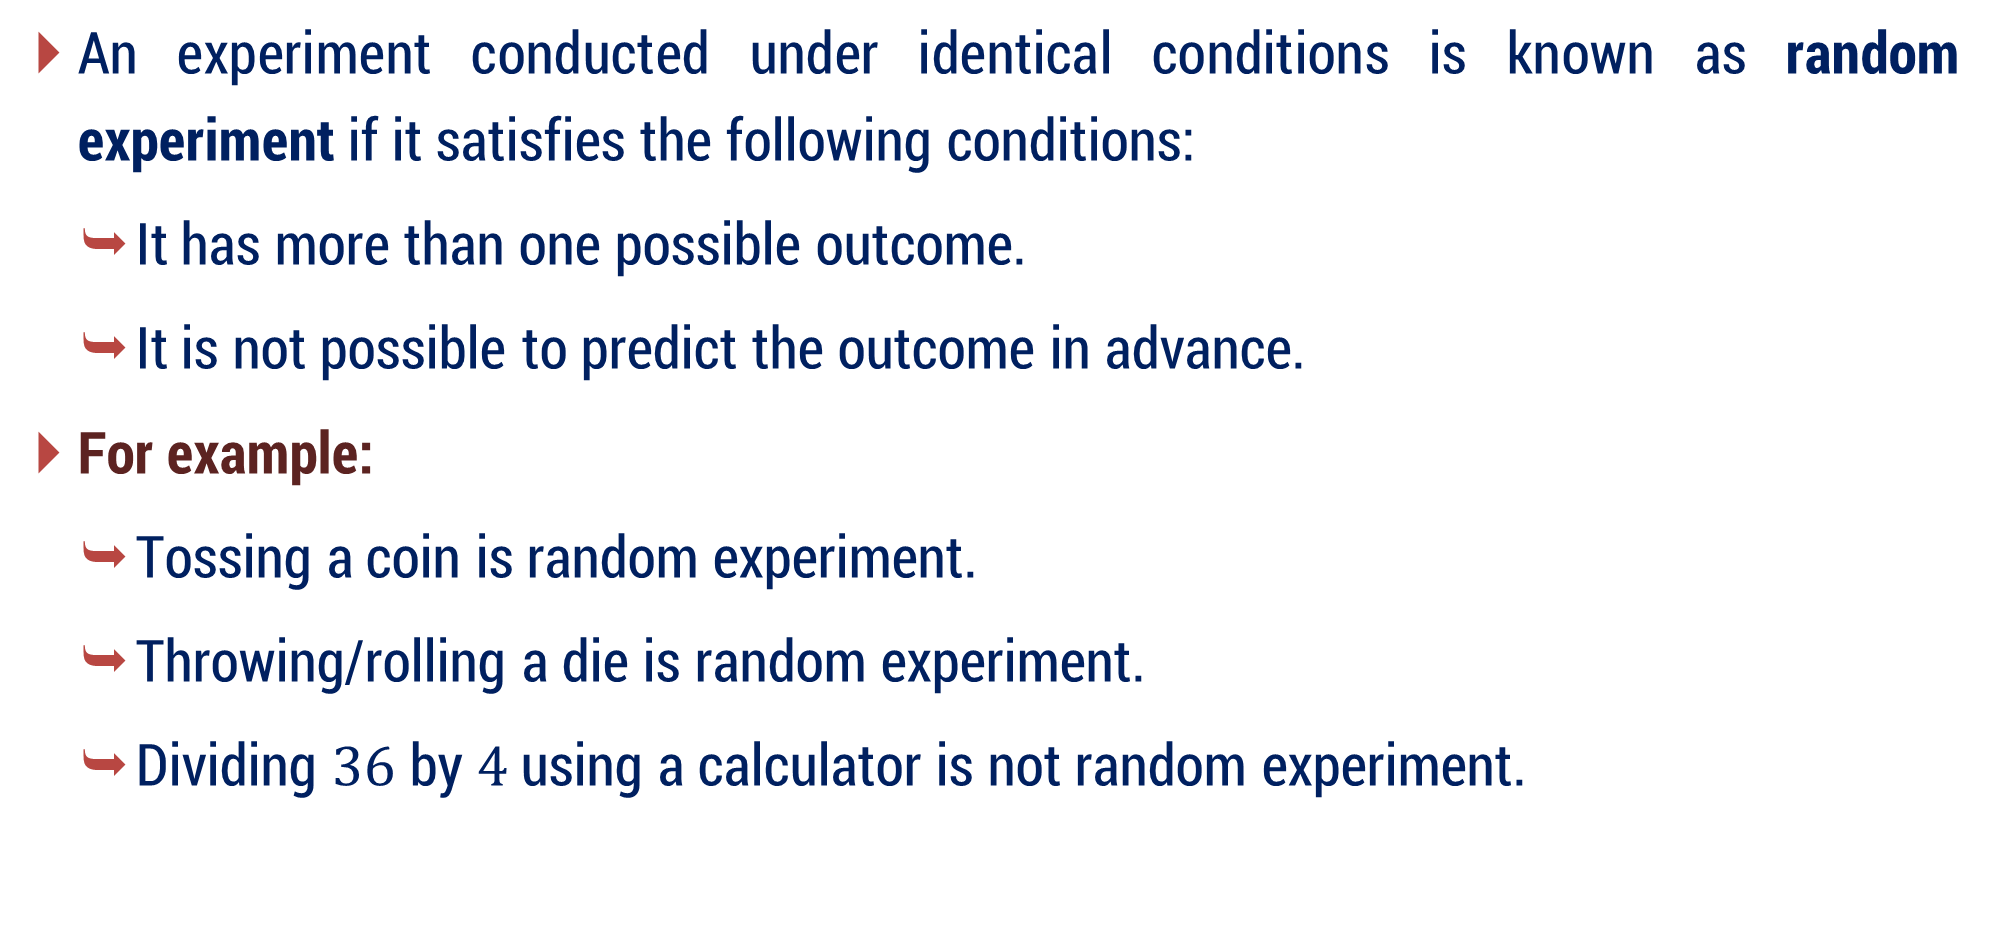 An experiment conducted under identical conditions is known as random
experiment if it satisfies the following conditions:
It has more than one possible outcome.
It is not possible to predict the outcome in advance.
For example:
Tossing a coin is random experiment.
Throwing/rolling a die is random experiment.
Dividing 36 by 4 using a calculator is not random experiment.